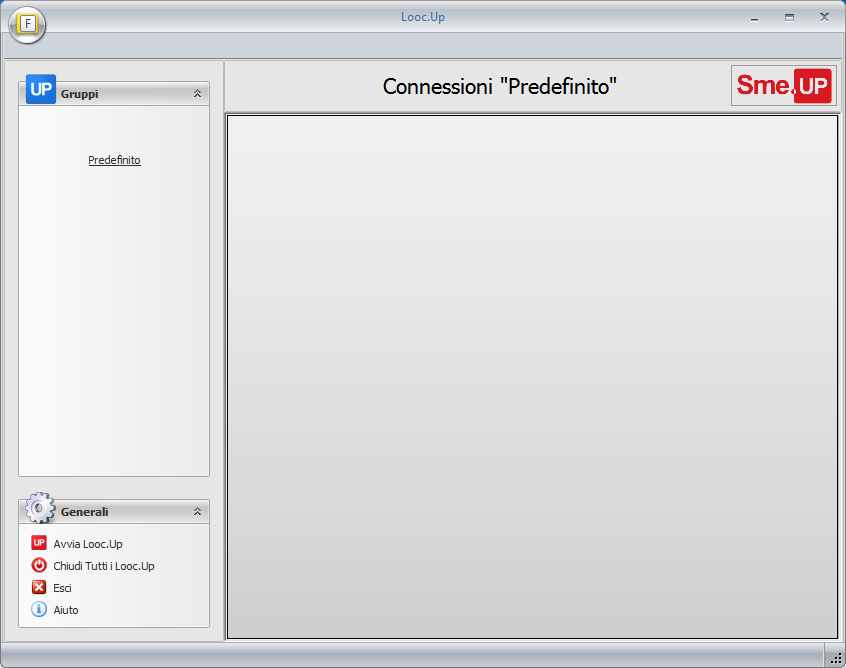 Looc.Up
F
UP
Gruppi
Connessioni "Predefinito"
Sme.UP
Predefinito
Generali
UP
Avvia Looc.Up
Chiudi Tutti i Looc.Up
Esci
Aiuto